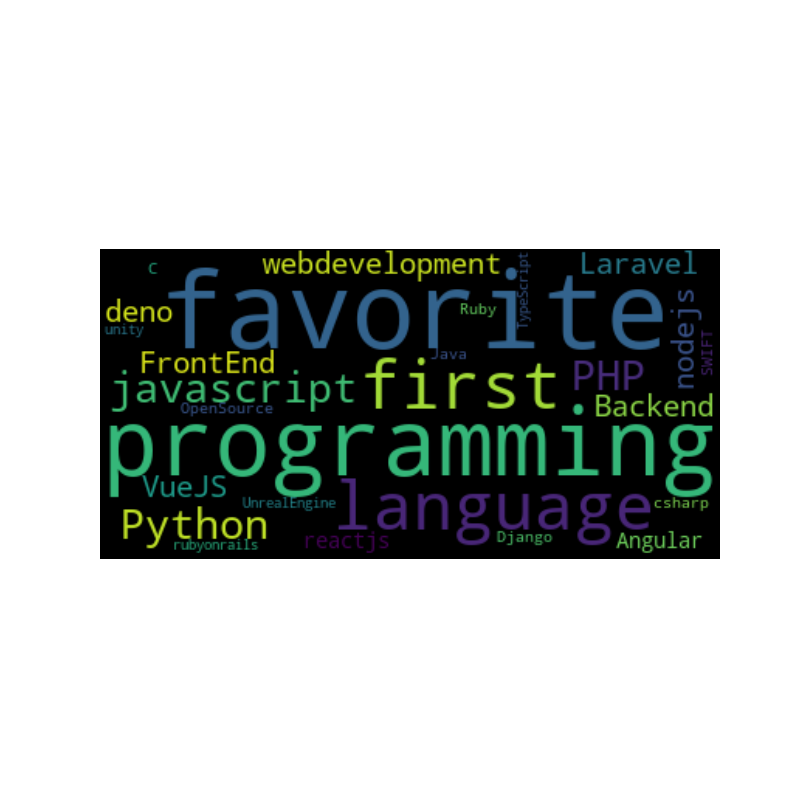 webdevelopment
Laravel
C
TypeScript
favorite
deno
Ruby
nodejs
unity
SWIFT
Java
FrontEnd
PHP
javascript
first
OpenSource
Backend
programming
VueJS
language
UnrealEngine
csharp
Python
Django
Angular
rubyonrails
reactjs